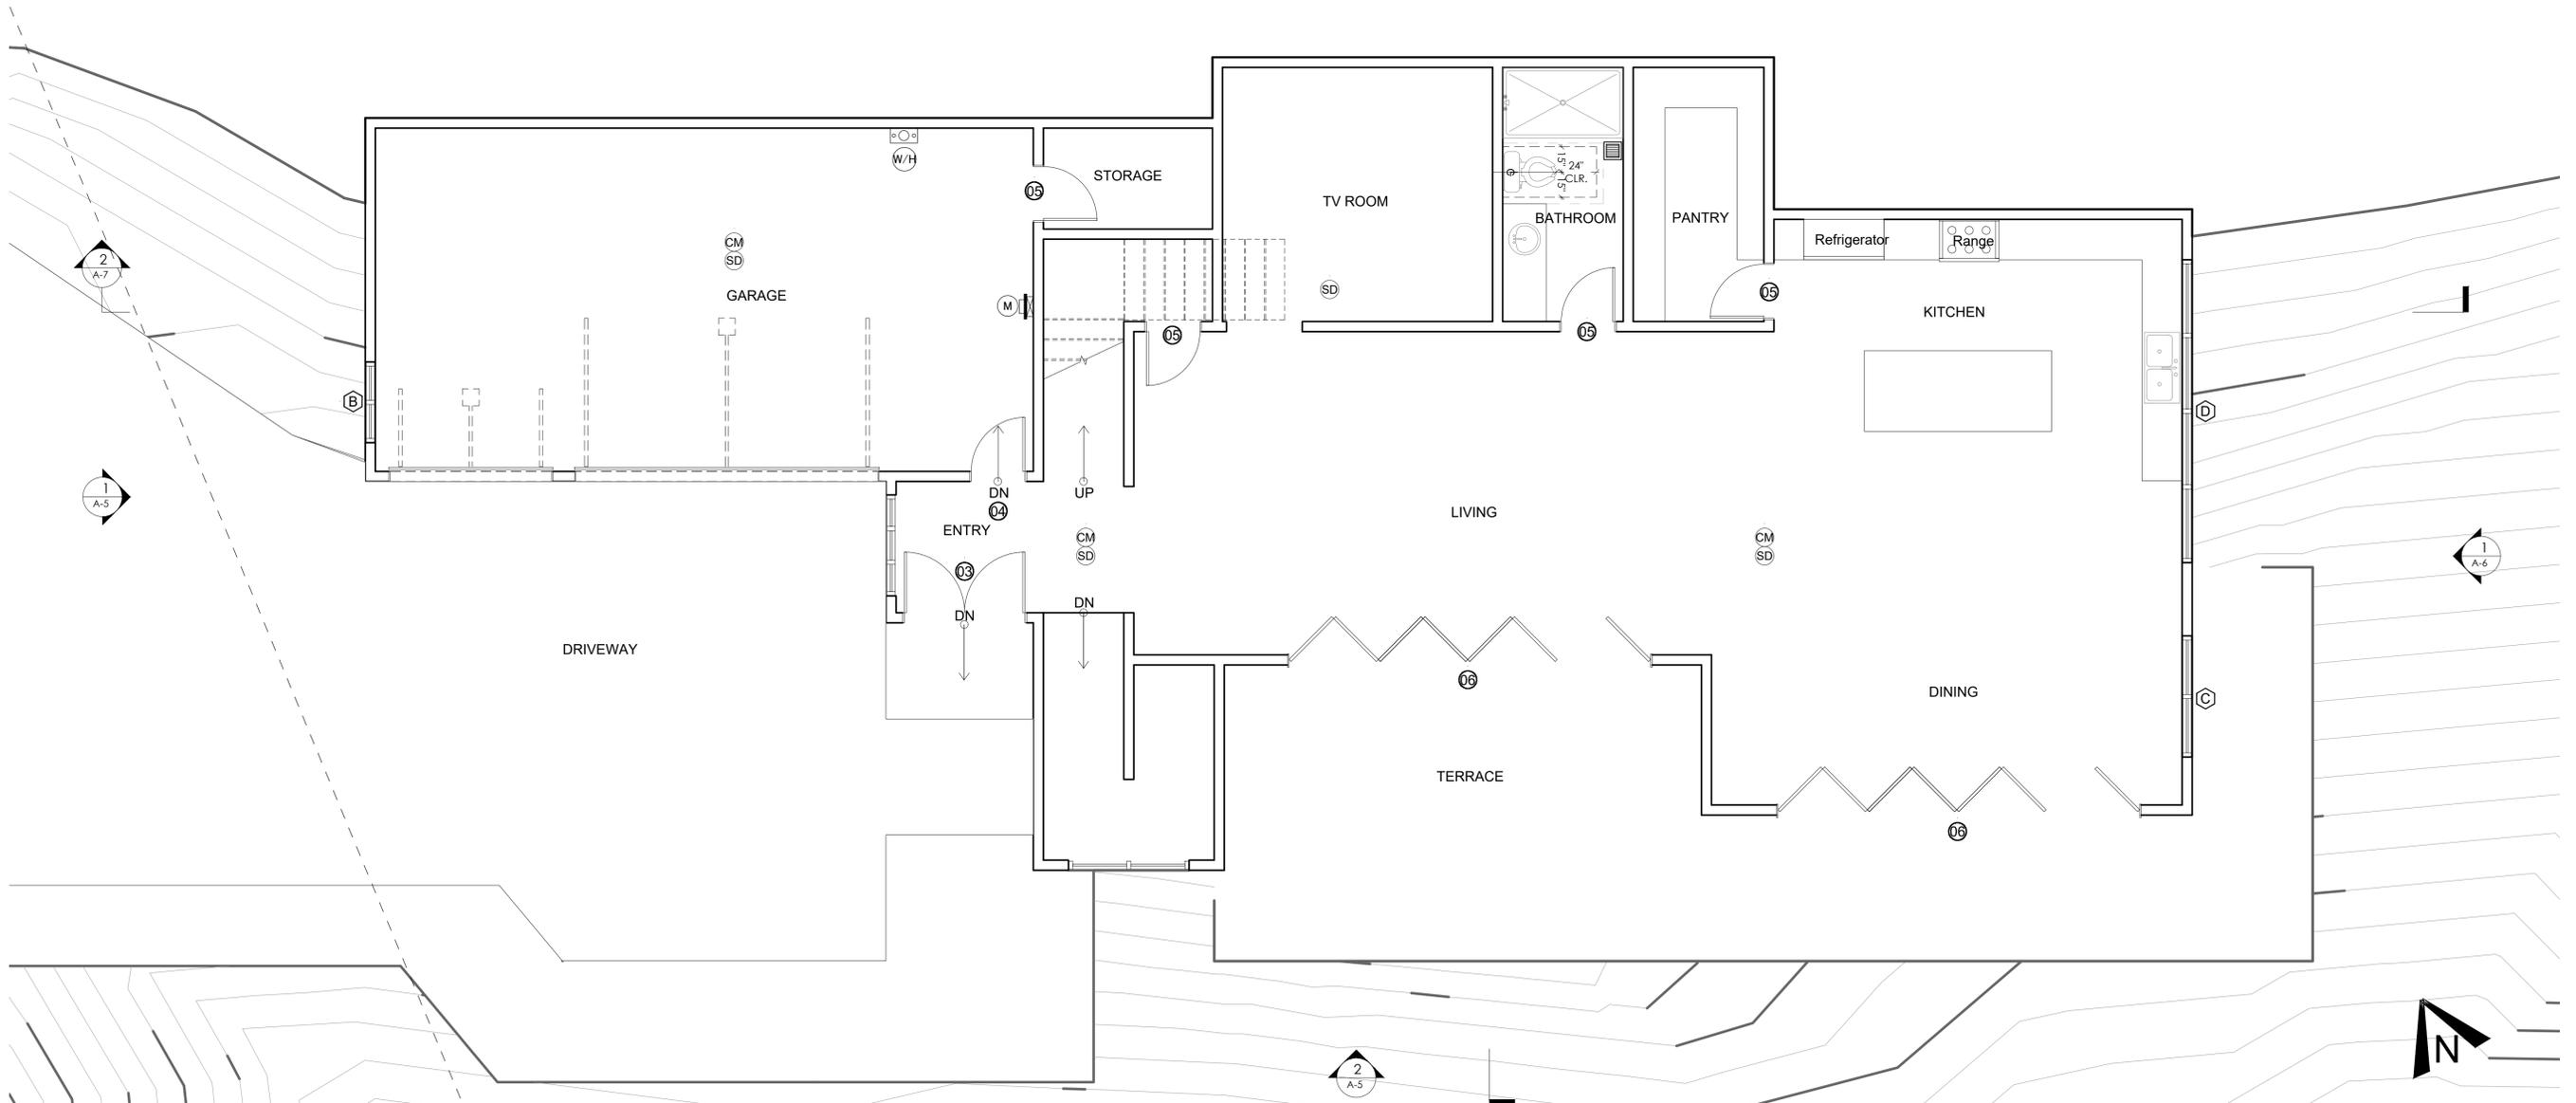 W/H
STORAGE
05
TV ROOM
15" 15"
24"
CLR.
BATHROOM
PANTRY
Refrigerator
Range
CM
SD
2
A-7
GARAGE
M
SD
05
05
05
KITCHEN
B
D
1
A-5
DN
04
UP
ENTRY
LIVING
CM
SD
CM
SD
1
A-6
03
DN
DN
DRIVEWAY
06
DINING
C
TERRACE
06
2
A-5
N